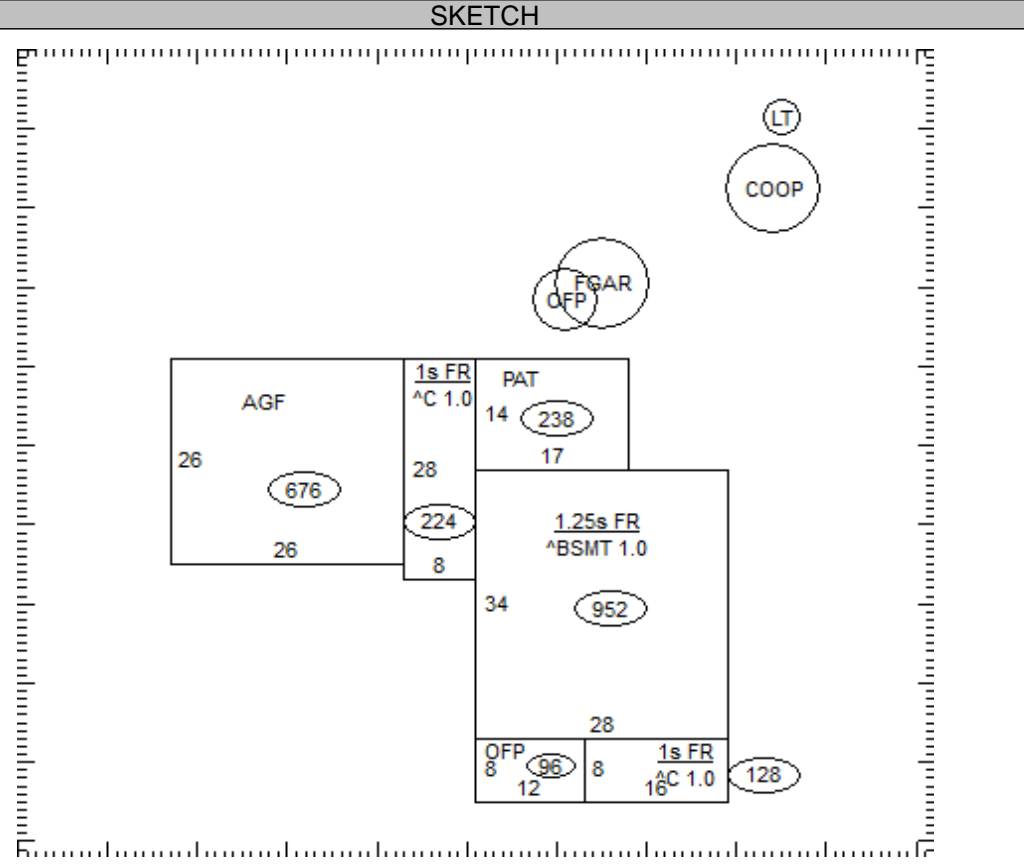 SKETCH
LT
COOP
FGAR
OFP
1s FR
^C 1.0
28
224
8
PAT
14
238
17
AGF
26
676
26
1.25s FR
^BSMT 1.0
34
952
28
OFP
8
96
12
1s FR
^C 1.0
8
16
128